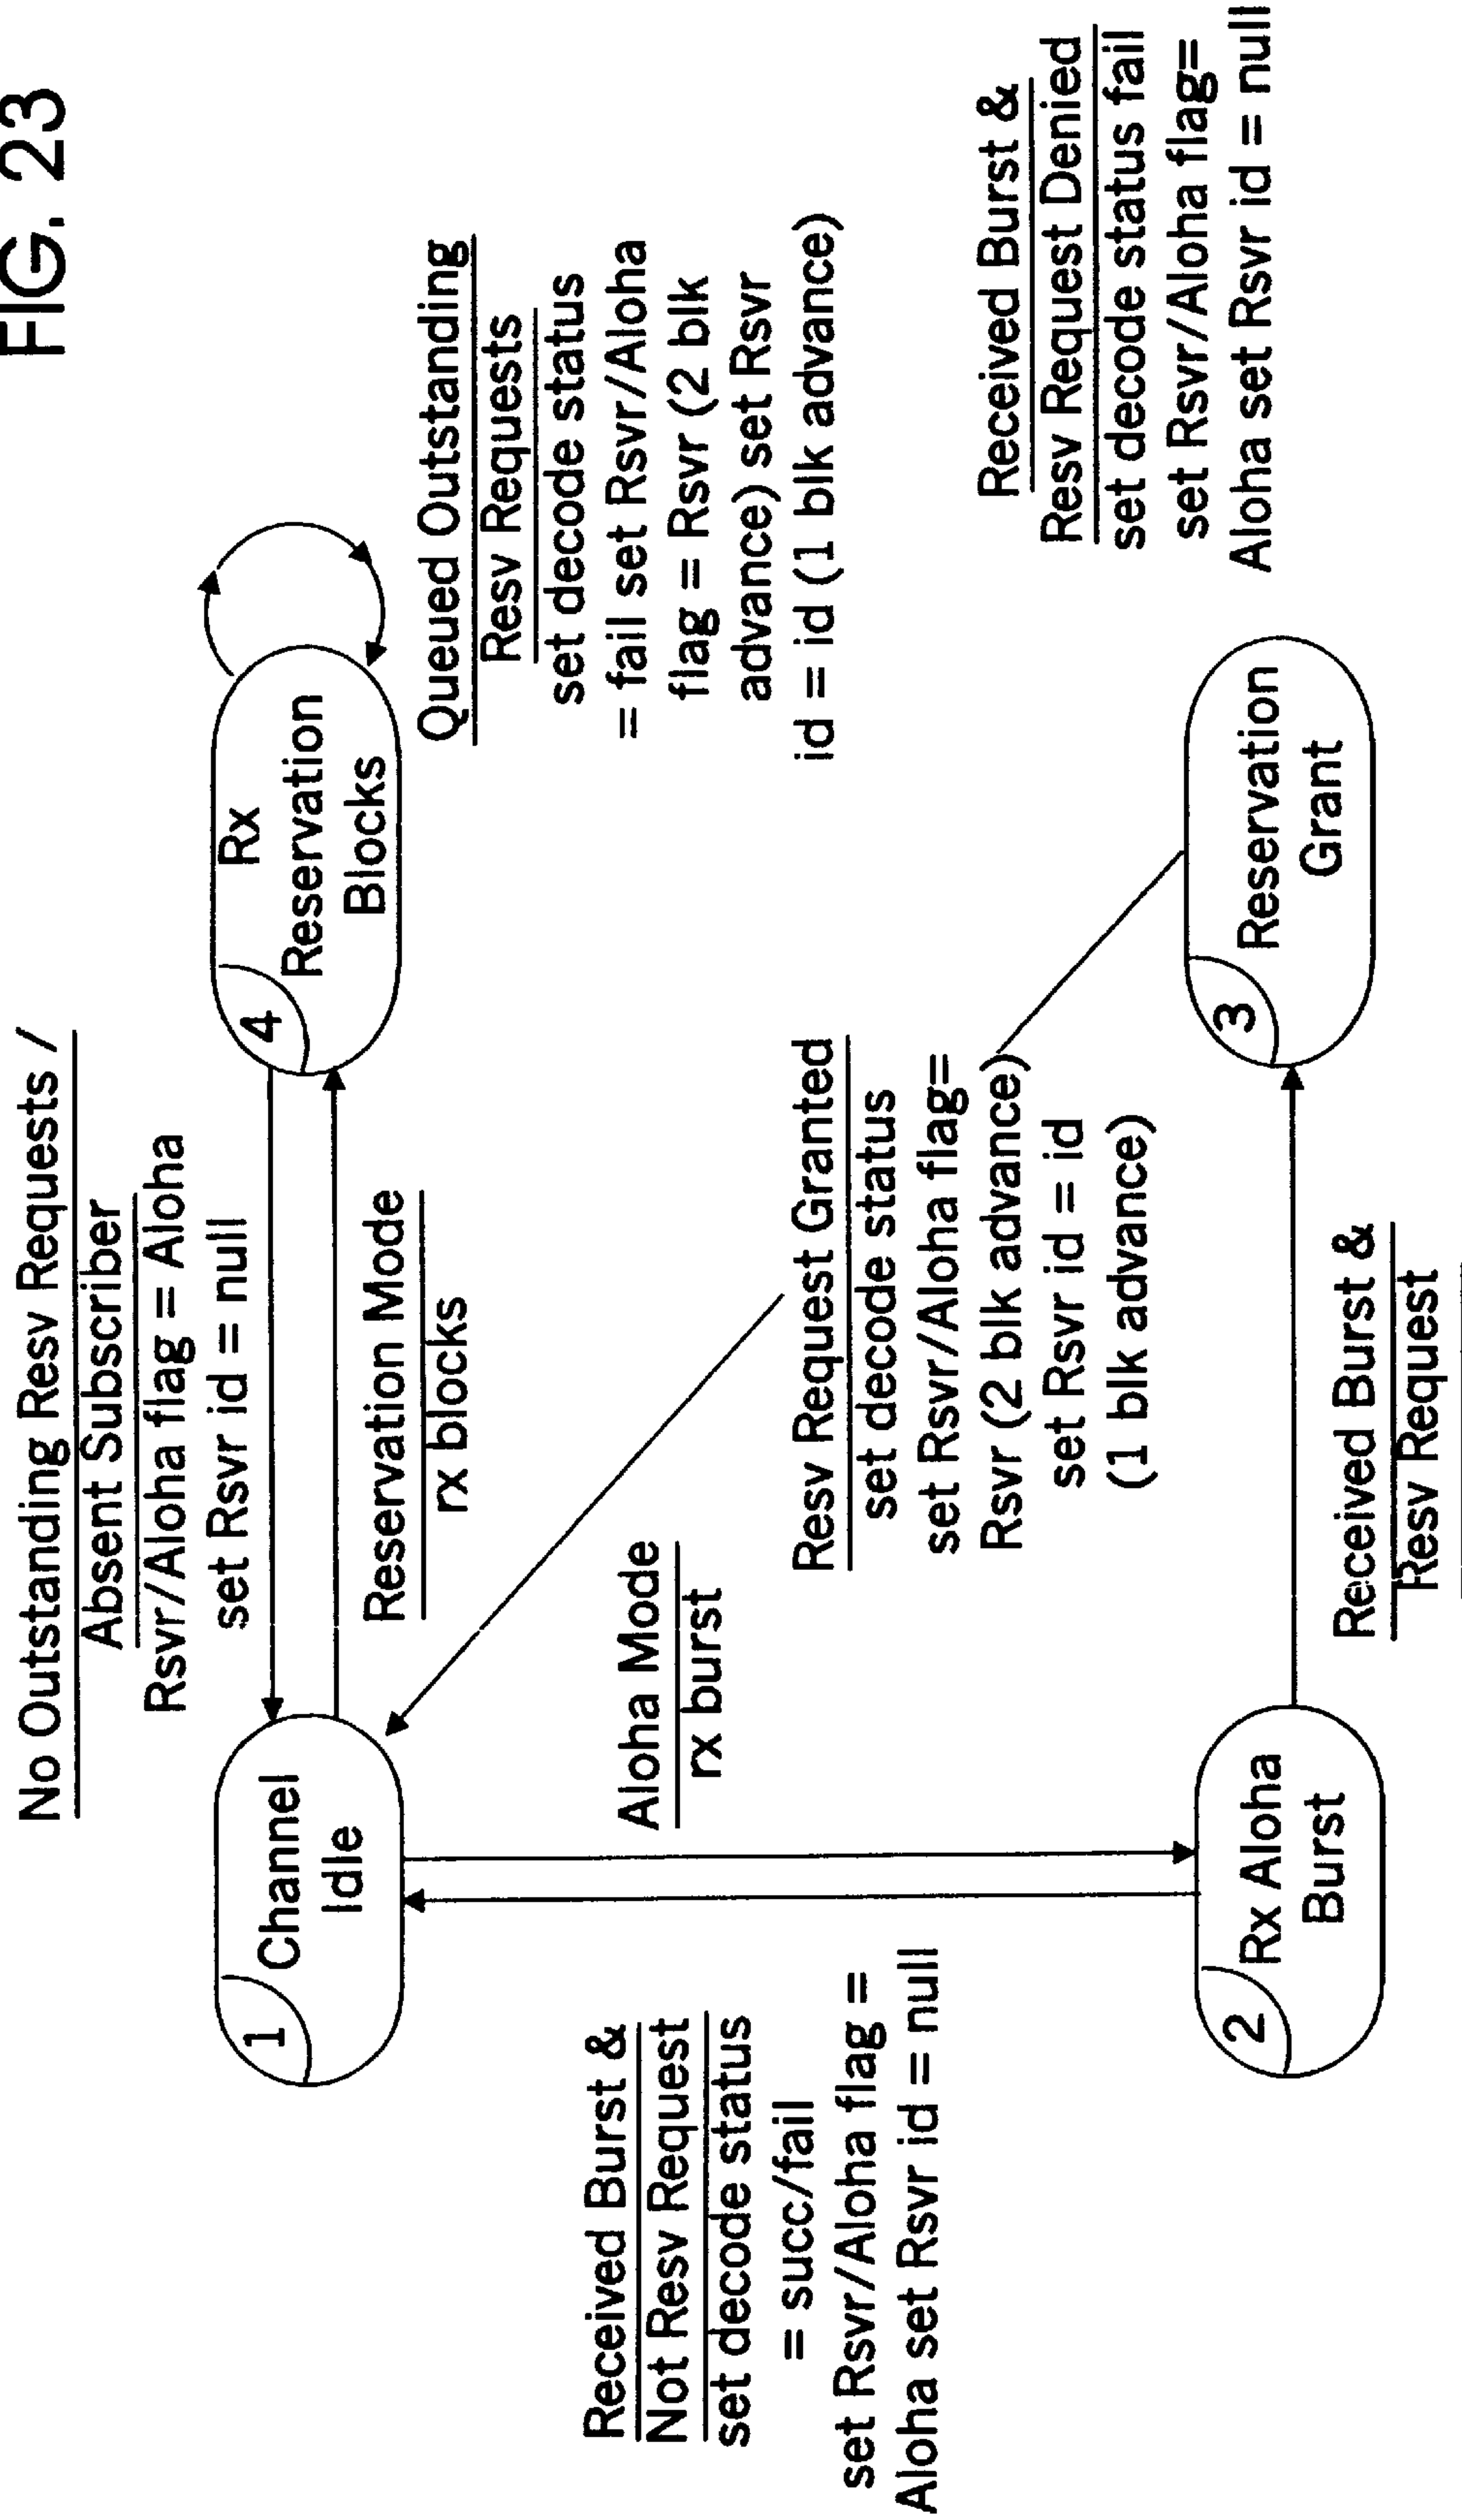 FIG. 23
No Outstanding Resv Requests /
Absent Subscriber
Rsvr/Aloha flag = Aloha
set Rsvr id = null
1
Channel
Idle
4
Rx
Reservation
Blocks
Reservation Mode
rx blocks
Queued Outstanding
Resv Requests
set decode status
= fail set Rsvr/Aloha
flag = Rsvr (2 blk
advance) set Rsvr
id = id (1 blk advance)
Received Burst &
Not Resv Request
set decode status
= succ/fail
set Rsvr/Aloha flag =
Aloha set Rsvr id = null
Aloha Mode
rx burst
Resv Request Granted
set decode status
set Rsvr/Aloha flag=
Rsvr (2 blk advance)
set Rsvr id = id
(1 blk advance)
Received Burst &
Resv Request Denied
set decode status fail
set Rsvr/Aloha flag=
Aloha set Rsvr id = null
2
Rx Aloha
Burst
3
Reservation
Grant
Received Burst &
Resv Request